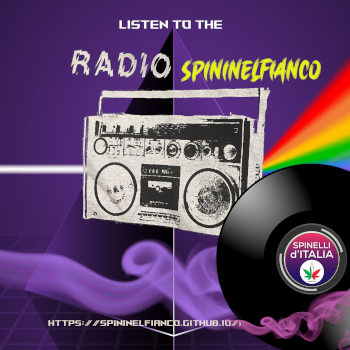 LISTEN TO THE
RADIO SPININELFIANCO
SPINELLI
d'ITALIA
HTTPS://SPININELFIANCO.GITHUB.IO/